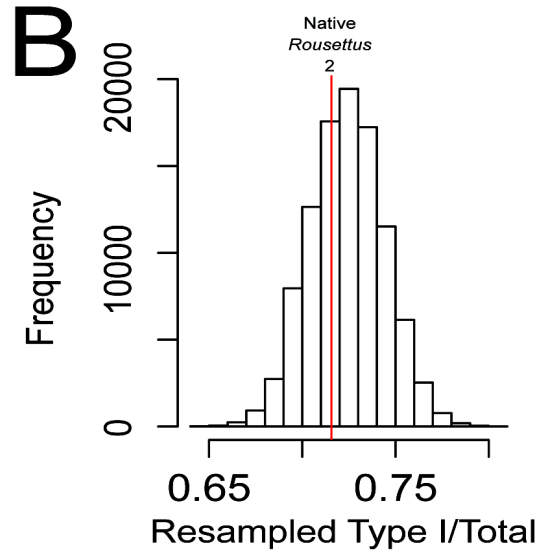 B
Native
Rousettus
2
20000
10000
0
Frequency
0.65
0.75
Resampled Type I/Total